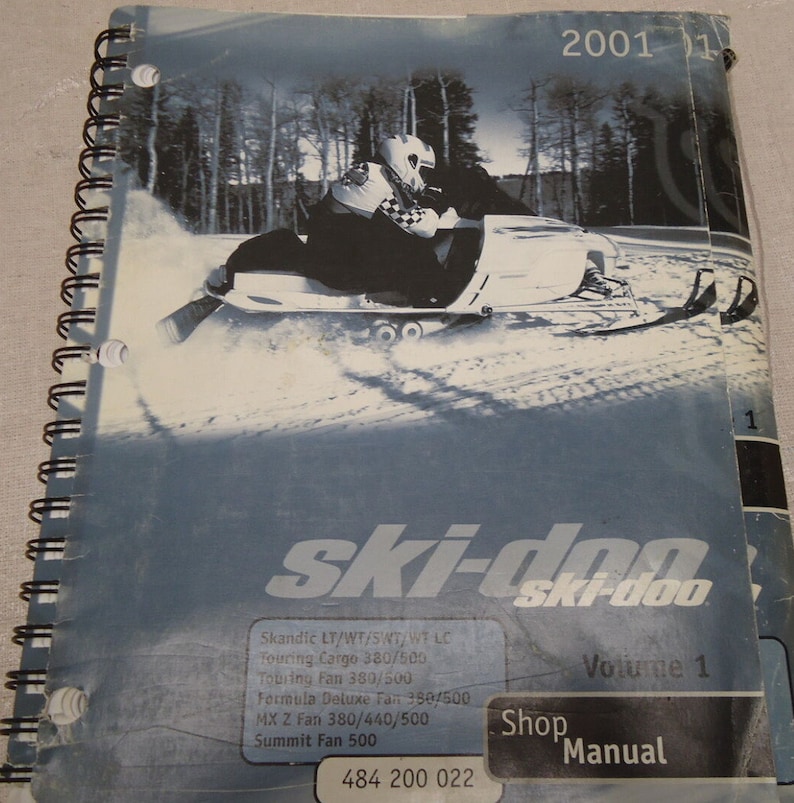 2001
01
1
ski-doo
ski-doo
Skandic LT/WT/SWT/WT LC
Touring Cargo 380/500
Touring Fan 380/500
Formula Deluxe Fan 380/500
MX Z Fan 380/440/500
Summit Fan 500
Volume 1
Shop
Manual
484 200 022